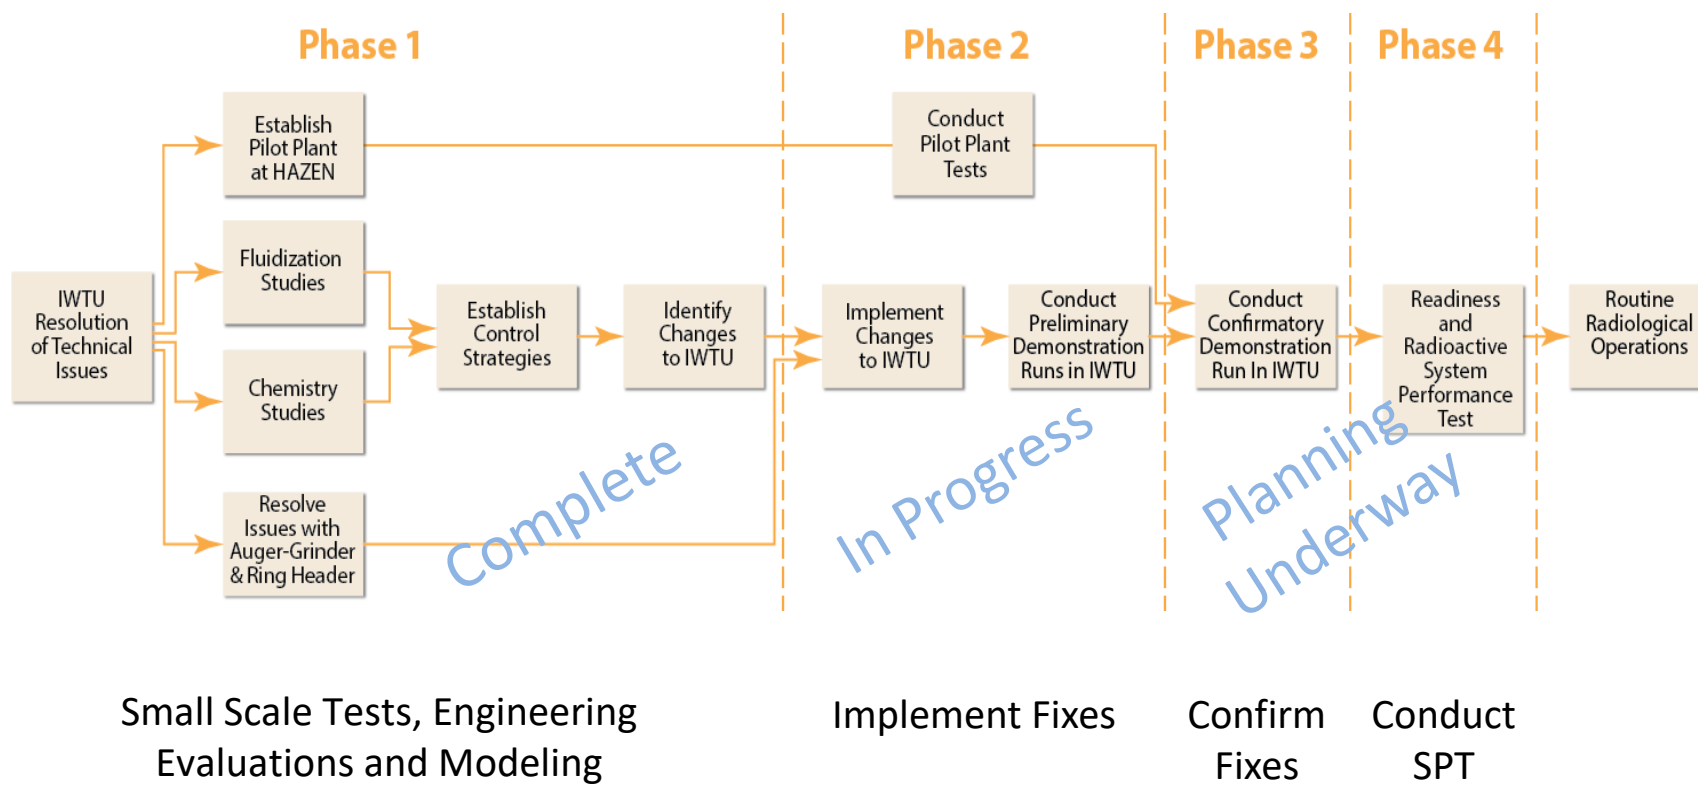 Phase 1
Phase 2
Phase 3
Phase 4
Establish
Pilot Plant
at HAZEN
Conduct
Pilot Plant
Tests
Fluidization
Studies
IWTU
Resolution
of Technical
Issues
Chemistry
Studies
Resolve
Issues with
Auger-Grinder
& Ring Header
Establish
Control
Strategies
Identify
Changes
to IWTU
Implement
Changes
to IWTU
Conduct
Preliminary
Demonstration
Runs in IWTU
Conduct
Confirmatory
Demonstration
Run In IWTU
Readiness
and
Radioactive
System
Performance
Test
Routine
Radiological
Operations
Complete
In Progress
Planning
Underway
Small Scale Tests, Engineering
Evaluations and Modeling
Implement Fixes
Confirm
Fixes
Conduct
SPT